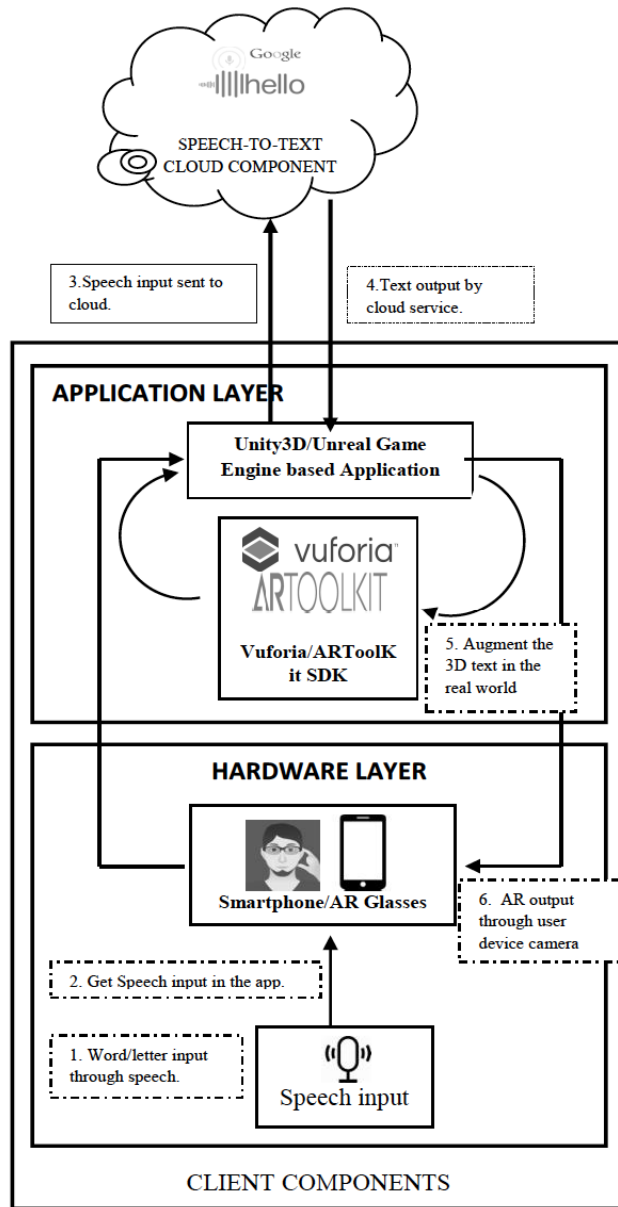 Google
hello
SPEECH-TO-TEXT
CLOUD COMPONENT
3.Speech input sent to
cloud.
4.Text output by
cloud service.
APPLICATION LAYER
Unity3D/Unreal Game
Engine based Application
vuforia™
ARTOOLKIT
Vuforia/ARToolK
it SDK
5. Augment the
3D text in the
real world
HARDWARE LAYER
Smartphone/AR Glasses
6. AR output
through user
device camera
2. Get Speech input in the app.
1. Word/letter input
through speech.
Speech input
CLIENT COMPONENTS